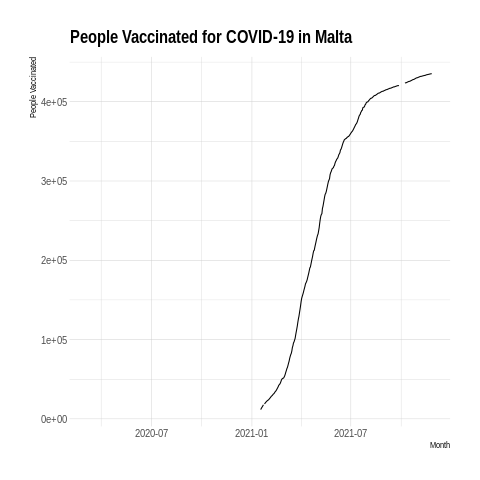 People Vaccinated for COVID-19 in Malta
People Vaccinated
4e+05
3e+05
2e+05
1e+05
0e+00
2020-07 2021-01 2021-07
Month